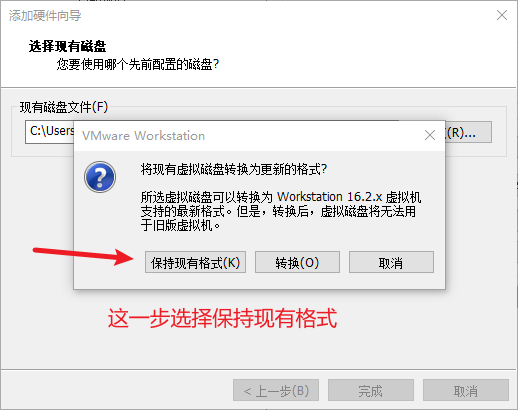 添加硬件向导
选择现有磁盘
您要使用哪个先前配置的磁盘?
现有磁盘文件(F)
C:\Users
(R)...
VMware Workstation
将现有虚拟磁盘转换为更新的格式?
所选虚拟磁盘可以转换为 Workstation 16.2.x 虚拟机
支持的最新格式。但是，转换后，虚拟磁盘将无法用
于旧版虚拟机。
保持现有格式(K)
转换(O)
取消
这一步选择保持现有格式
< 上一步(B)
完成
取消